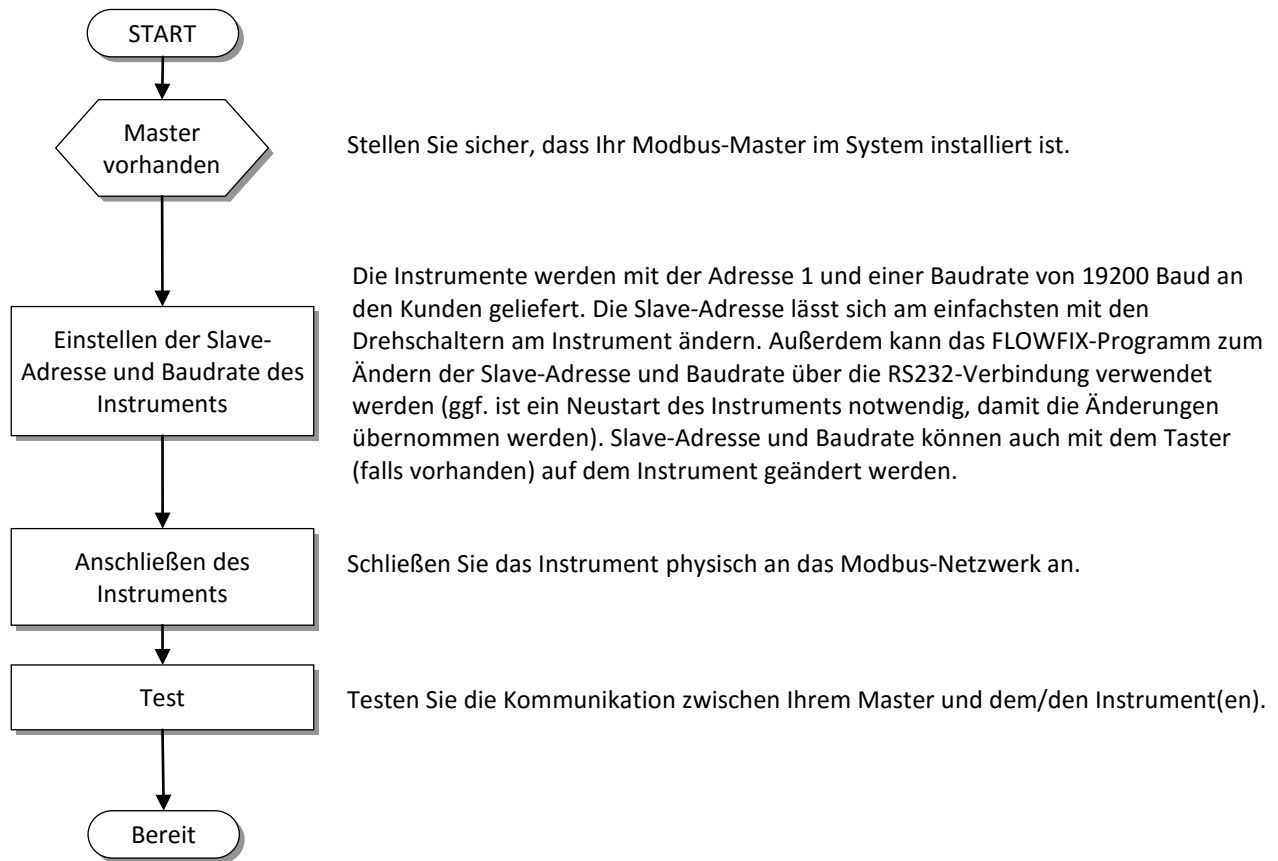 START
Master
vorhanden
Stellen Sie sicher, dass Ihr Modbus-Master im System installiert ist.
Einstellen der Slave-
Adresse und Baudrate des
Instruments
Die Instrumente werden mit der Adresse 1 und einer Baudrate von 19200 Baud an
den Kunden geliefert. Die Slave-Adresse lässt sich am einfachsten mit den
Drehschaltern am Instrument ändern. Außerdem kann das FLOWFIX-Programm zum
Ändern der Slave-Adresse und Baudrate über die RS232-Verbindung verwendet
werden (ggf. ist ein Neustart des Instruments notwendig, damit die Änderungen
übernommen werden). Slave-Adresse und Baudrate können auch mit dem Taster
(falls vorhanden) auf dem Instrument geändert werden.
Anschließen des
Instruments
Schließen Sie das Instrument physisch an das Modbus-Netzwerk an.
Test
Testen Sie die Kommunikation zwischen Ihrem Master und dem/den Instrument(en).
Bereit